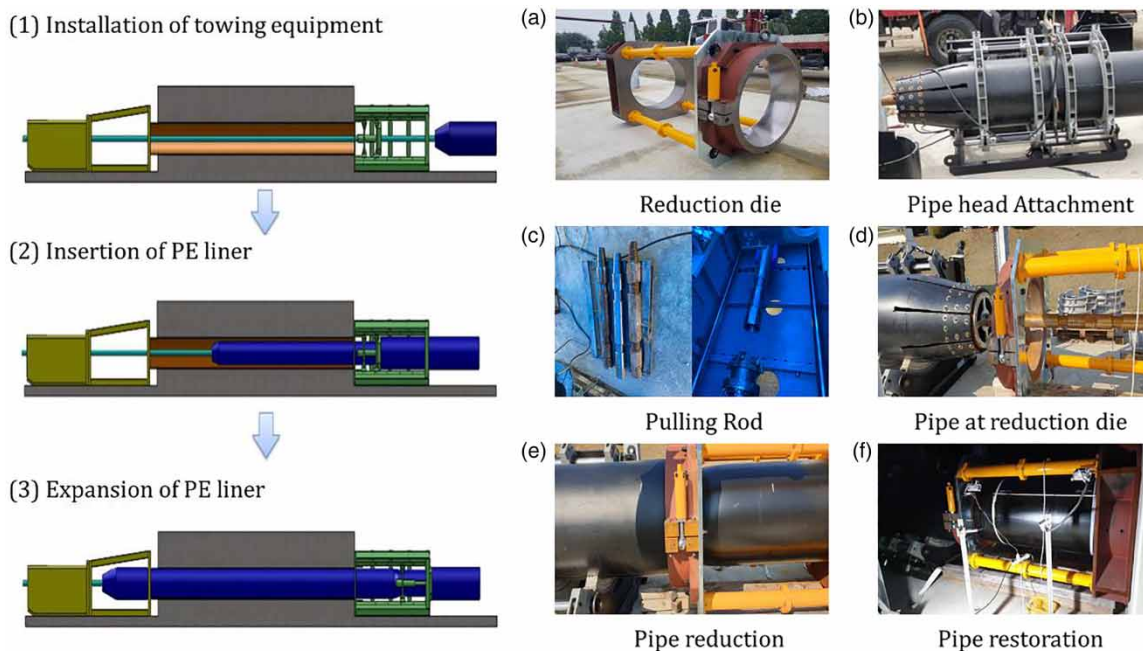 (1) Installation of towing equipment
(2) Insertion of PE liner
(3) Expansion of PE liner
(a)
Reduction die
(b)
Pipe head Attachment
(c)
Pulling Rod
(d)
Pipe at reduction die
(e)
Pipe reduction
(f)
Pipe restoration